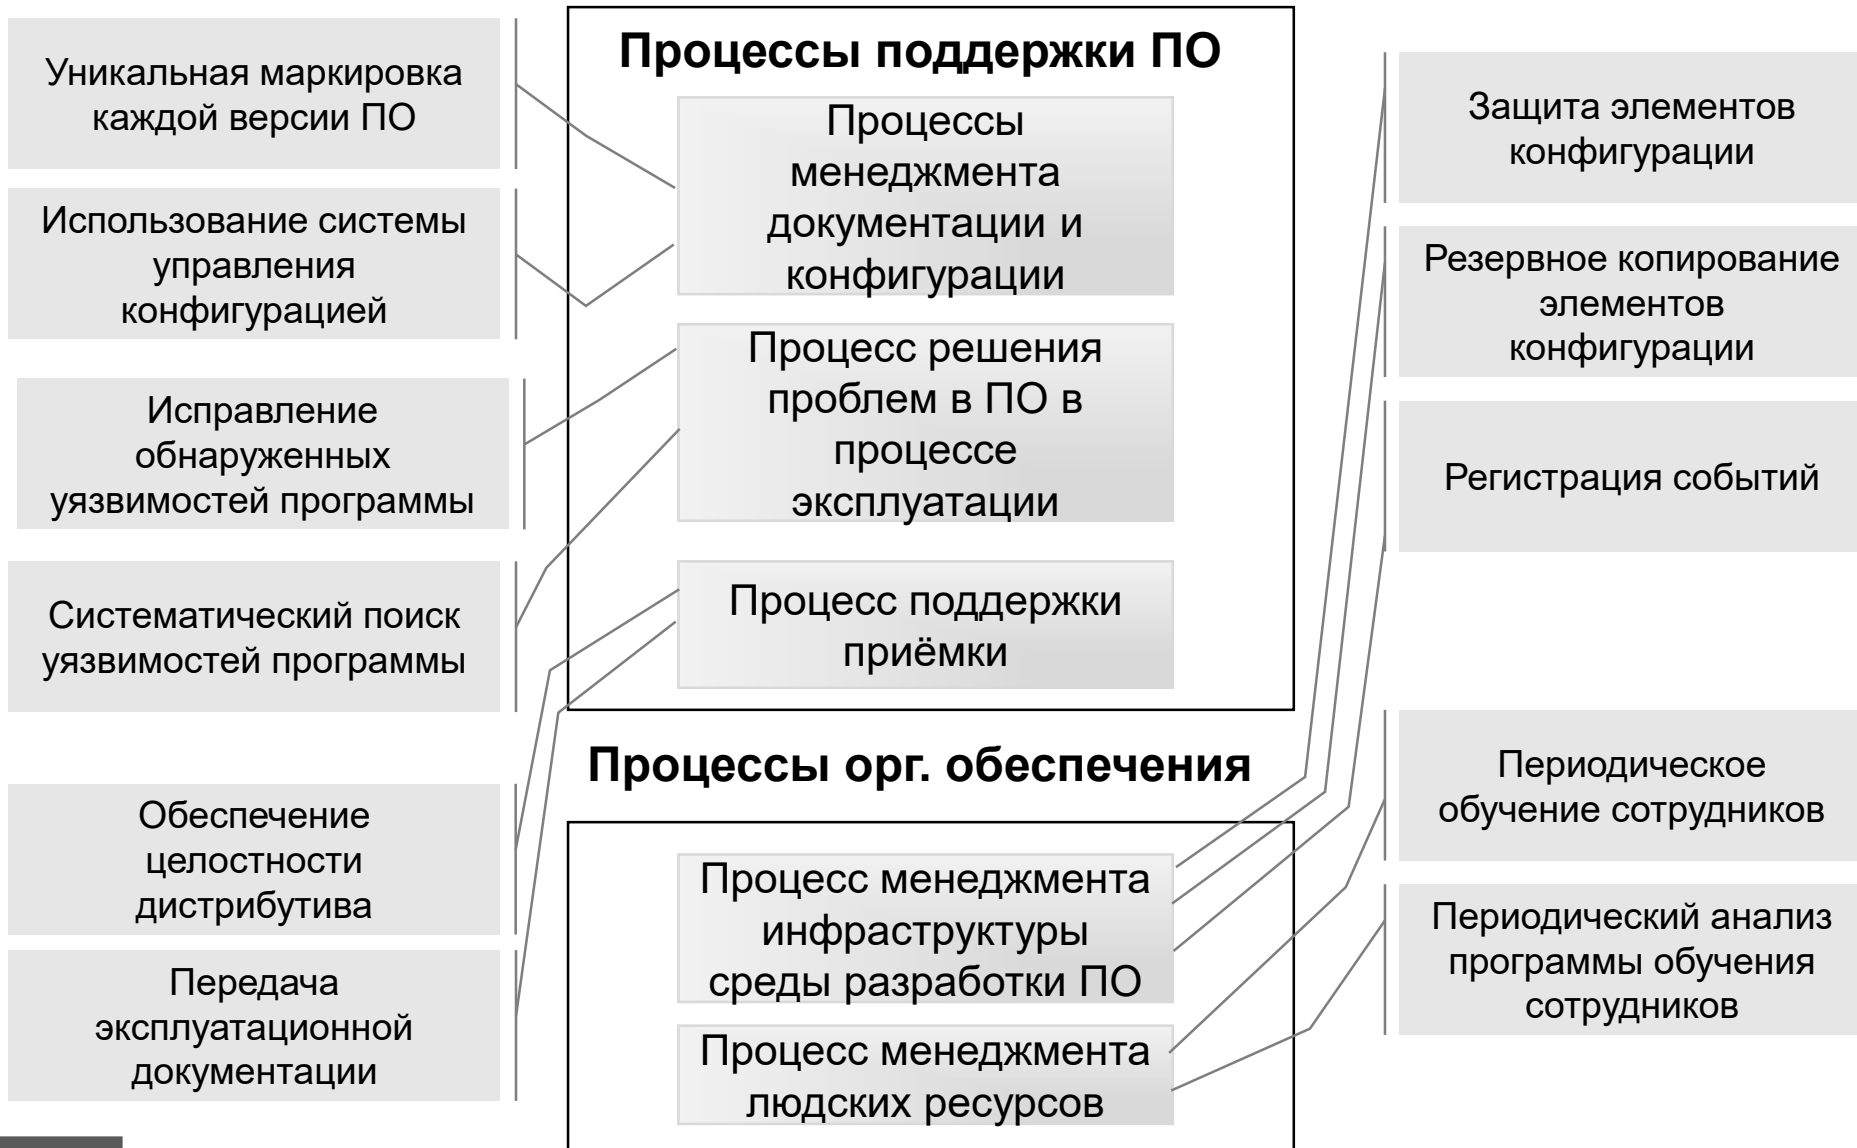 Уникальная маркировка
каждой версии ПО
Использование системы
управления
конфигурацией
Исправление
обнаруженных
уязвимостей программы
Систематический поиск
уязвимостей программы
Обеспечение
целостности
дистрибутива
Передача
эксплуатационной
документации
Процессы поддержки ПО
Процессы
менеджмента
документации и
конфигурации
Процесс решения
проблем в ПО в
процессе
эксплуатации
Процесс поддержки
приёмки
Процессы орг. обеспечения
Процесс менеджмента
инфраструктуры
среды разработки ПО
Процесс менеджмента
людских ресурсов
Защита элементов
конфигурации
Резервное копирование
элементов
конфигурации
Регистрация событий
Периодическое
обучение сотрудников
Периодический анализ
программы обучения
сотрудников